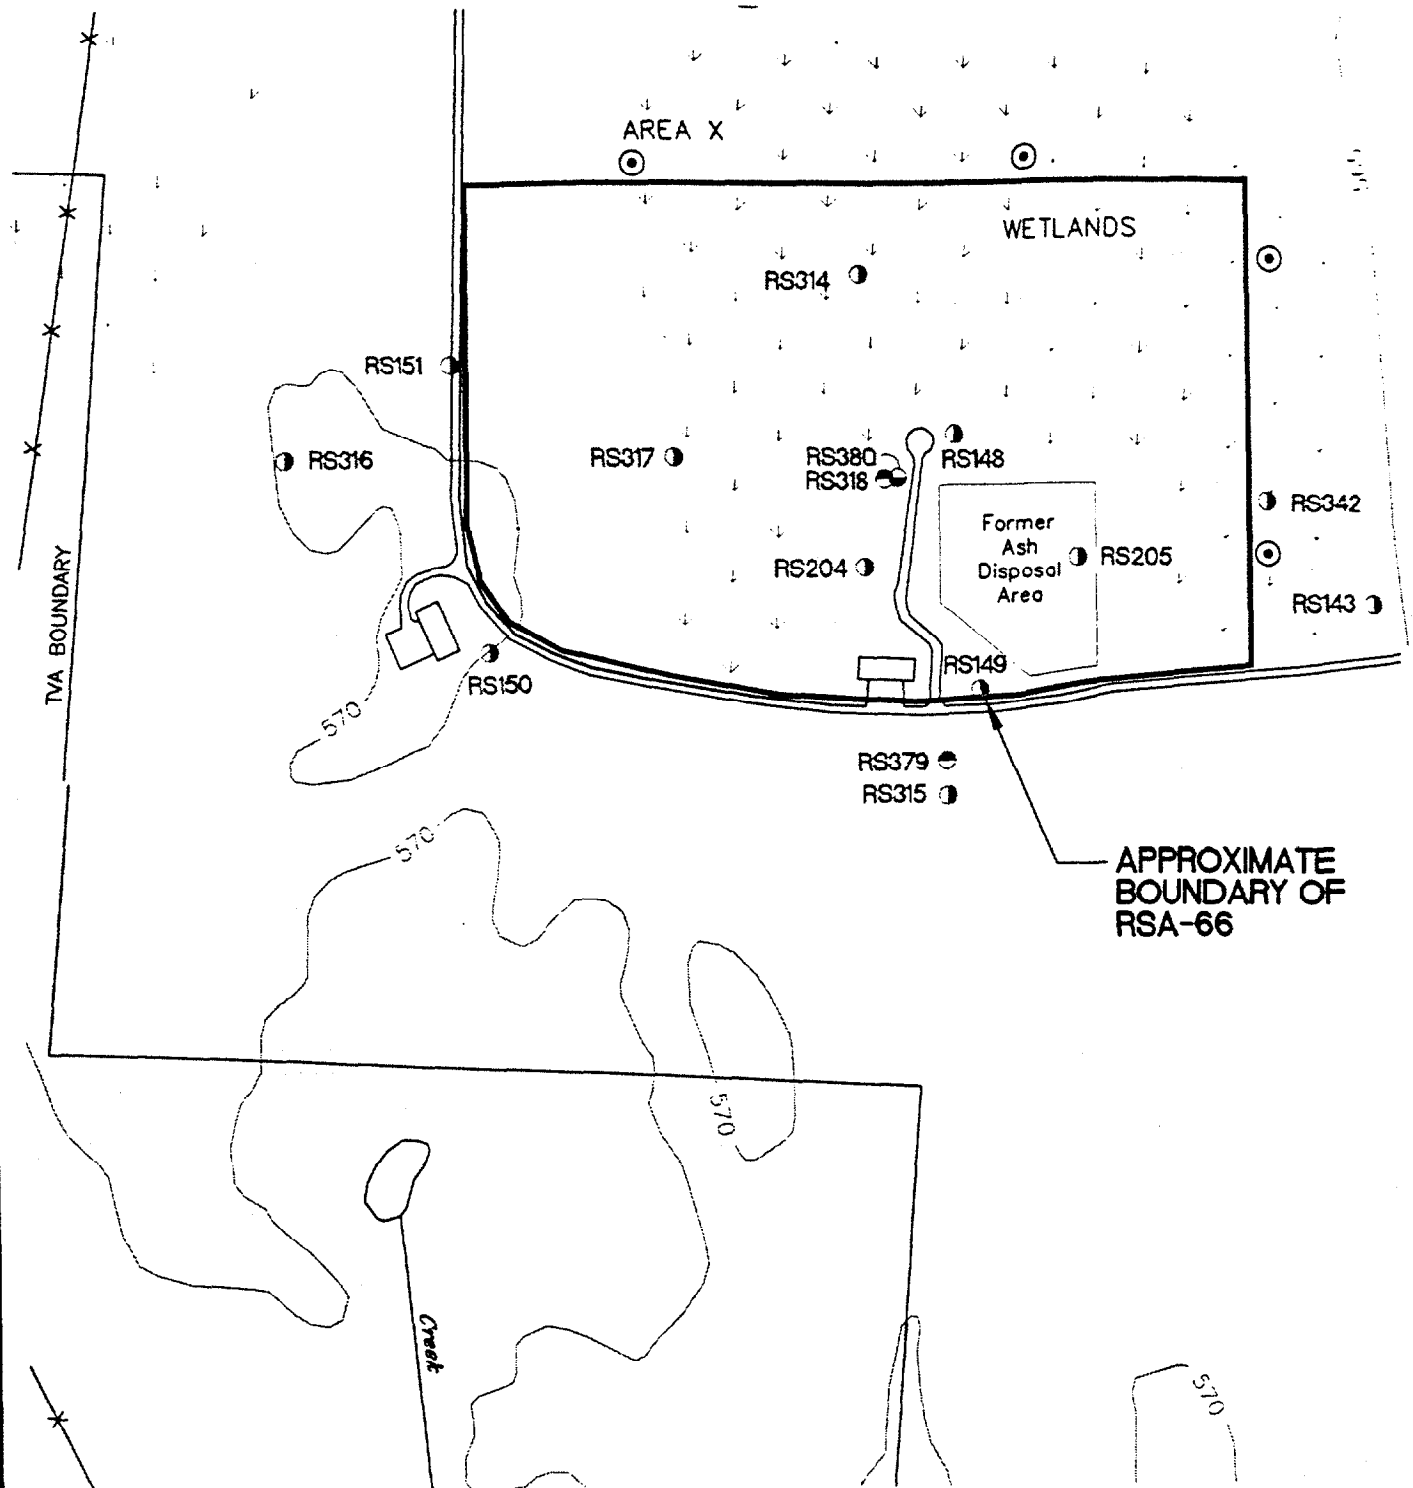 AREA X
WETLANDS
RS314
RS151
RS316
RS317
RS380
RS318
RS148
RS342
Former
Ash
Disposal
Area
RS205
RS204
RS143
TVA BOUNDARY
RS149
RS150
570
RS379
RS315
570
APPROXIMATE
BOUNDARY OF
RSA-66
570
Creek
570